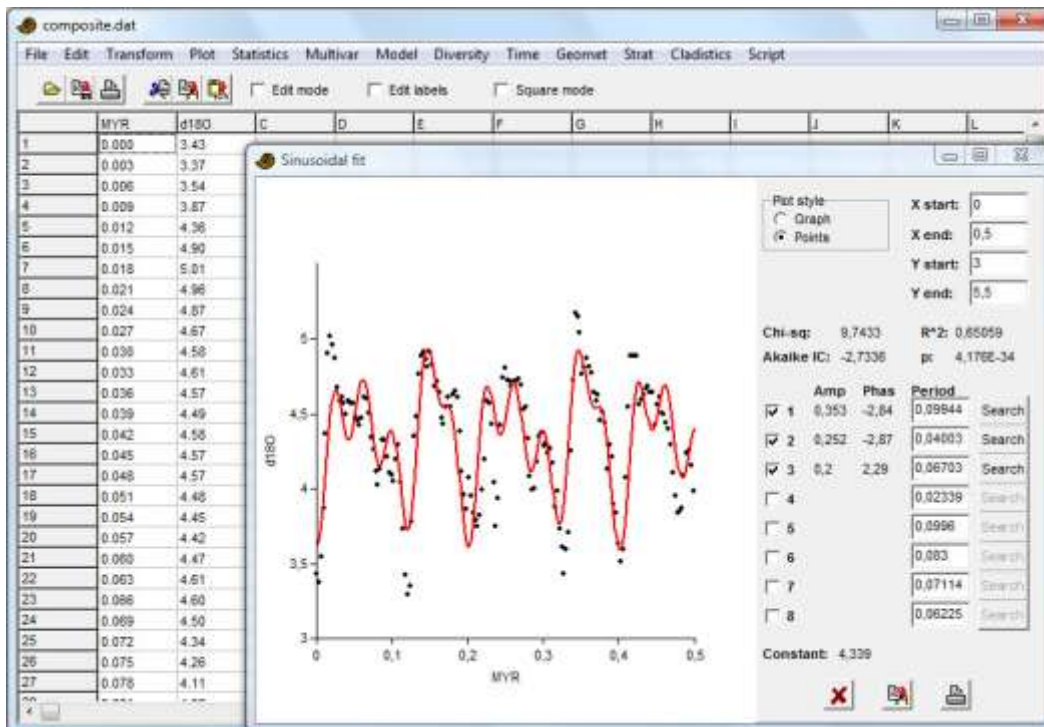 composite.dat
File Edit Transform Plot Statistics Multivar Model Diversity Time Geomet Strat Cladistics Script
Edit mode Edit labels Square mode
MYR d18O C D E F G H I J K L
1 0.000 3.43
2 0.003 3.37
3 0.006 3.54
4 0.009 3.87
5 0.012 4.36
6 0.015 4.90
7 0.018 5.01
8 0.021 4.96
9 0.024 4.87
10 0.027 4.67
11 0.030 4.58
12 0.033 4.61
13 0.036 4.57
14 0.039 4.49
15 0.042 4.58
16 0.045 4.57
17 0.048 4.57
18 0.051 4.48
19 0.054 4.45
20 0.057 4.42
21 0.060 4.47
22 0.063 4.61
23 0.066 4.60
24 0.069 4.50
25 0.072 4.34
26 0.075 4.26
27 0.078 4.11
Sinusoidal fit
Plot style
Graph
Points
X start: 0
X end: 0,5
Y start: 3
Y end: 5,5
Chi-sq: 9,7433 R^2: 0,65059
Akaike IC: -2,7336 p: 4,176E-34
Amp Phas Period
1 0,353 -2,84 0,09944 Search
2 0,252 -2,87 0,04003 Search
3 0,2 2,29 0,06703 Search
4 0,02339 Search
5 0,0996 Search
6 0,083 Search
7 0,07114 Search
8 0,06225 Search
Constant: 4,339
5
4,5
4
3,5
3
d18O
0 0,1 0,2 0,3 0,4 0,5
MYR